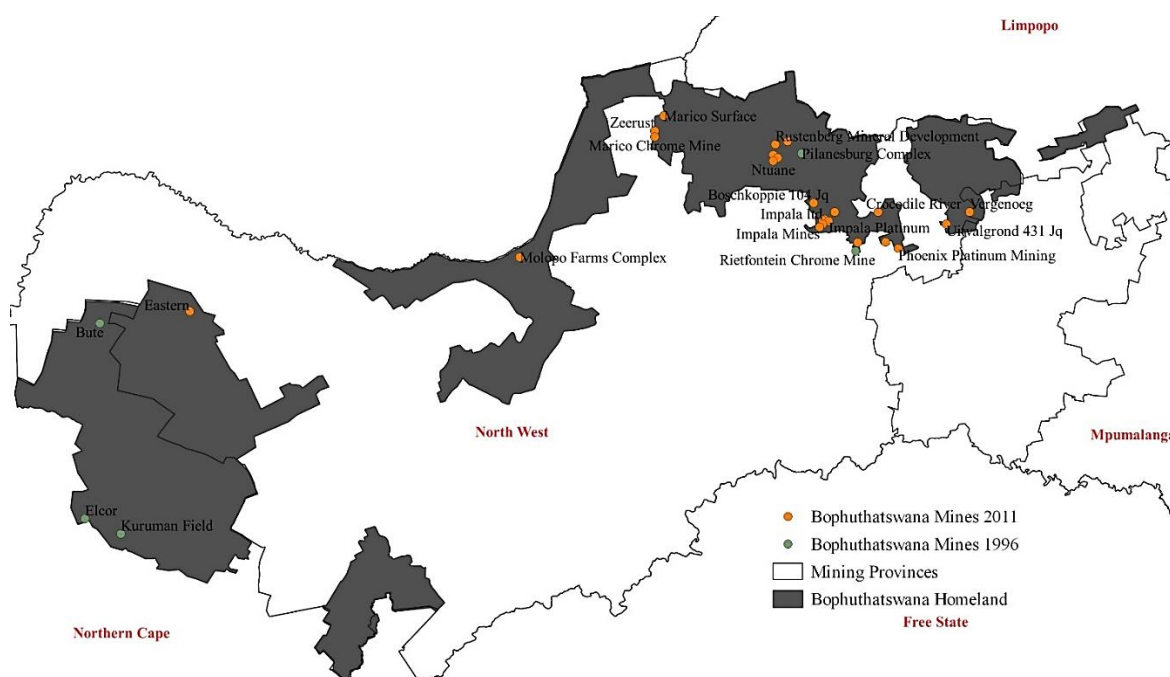 Limpopo
Marico Surface
Zeerust
Marico Chrome Mine
Rustenberg Mineral Development
Pilanesburg Complex
Ntuane
Boschkoppie 104 Jq
Crocodile River
Vergenoeg
Impala ltd
Impala Platinum
Uitvalgrond 431 Jq
Impala Mines
Rietfontein Chrome Mine
Phoenix Platinum Mining
Molopo Farms Complex
Eastern
Bute
North West
Mpumalanga
Elcor
Kuruman Field
Bophuthatswana Mines 2011
Bophuthatswana Mines 1996
Mining Provinces
Bophuthatswana Homeland
Northern Cape
Free State